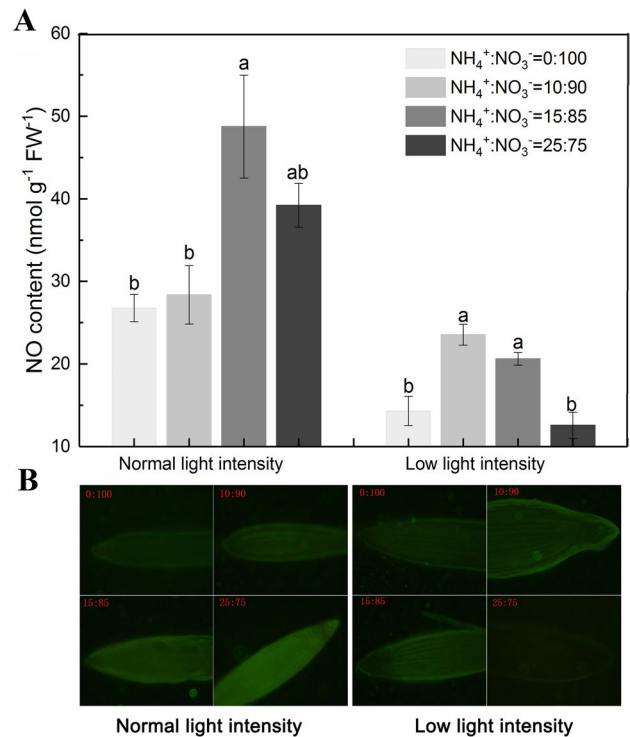 A
60
50
40
30
20
10
NO content (nmol g⁻¹ FW⁻¹)
NH₄⁺:NO₃⁻=0:100
NH₄⁺:NO₃⁻=10:90
NH₄⁺:NO₃⁻=15:85
NH₄⁺:NO₃⁻=25:75
b
b
a
ab
b
a
a
b
Normal light intensity
Low light intensity
B
0:100
10:90
0:100
10:90
15:85
25:75
15:85
25:75
Normal light intensity
Low light intensity